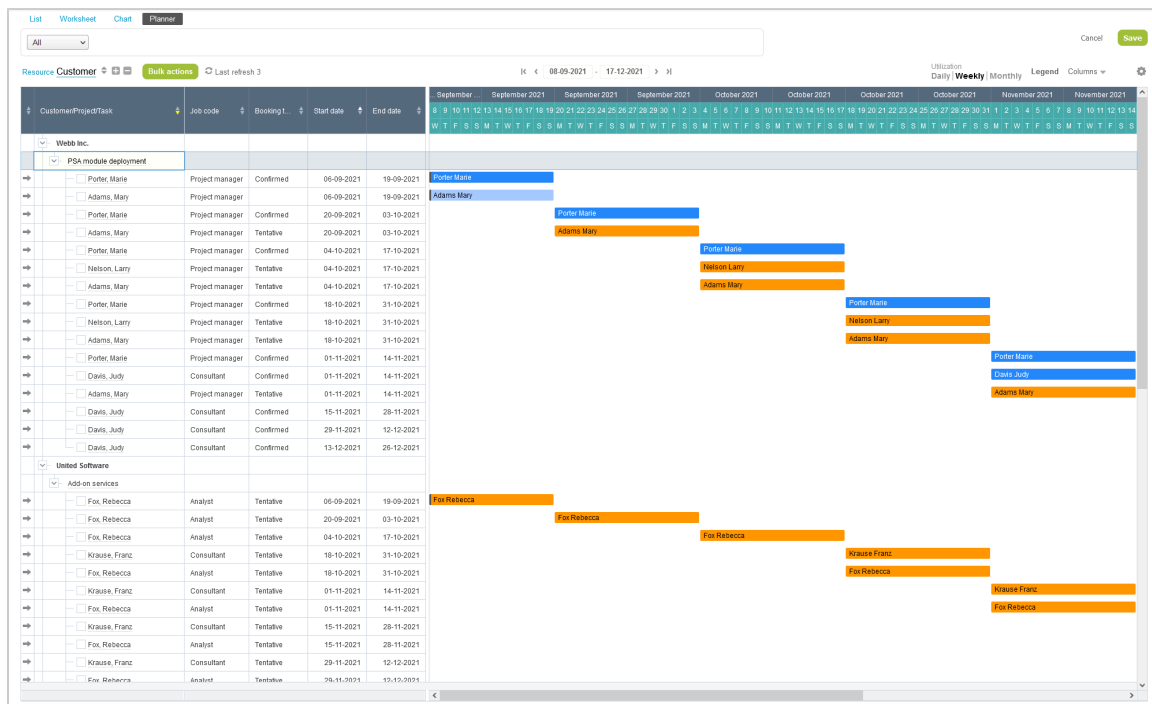 List Worksheet Chart Planner
All
Cancel Save
Resource Customer Bulk actions Last refresh 3 08-09-2021 - 17-12-2021 Utilization Daily Weekly Monthly Legend Columns
.. September ... September 2021 September 2021 September 2021 October 2021 October 2021 October 2021 October 2021 November 2021 November 2021
Customer/Project/Task Job code Booking t... Start date End date 8 9 10 11 12 13 14 15 16 17 18 19 20 21 22 23 24 25 26 27 28 29 30 1 2 3 4 5 6 7 8 9 10 11 12 13 14 15 16 17 18 19 20 21 22 23 24 25 26 27 28 29 30 31 1 2 3 4 5 6 7 8 9 10 11 12 13 14
W T F S S M T W T F S S M T W T F S S M T W T F S S M T W T F S S M T W T F S S M T W T F S S M T W T F S S M T W T F S S M T W T F S S
Webb Inc.
PSA module deployment
Porter, Marie Project manager Confirmed 06-09-2021 19-09-2021 Porter Marie
Adams, Mary Project manager 06-09-2021 19-09-2021 Adams Mary
Porter, Marie Project manager Confirmed 20-09-2021 03-10-2021 Porter Marie
Adams, Mary Project manager Tentative 20-09-2021 03-10-2021 Adams Mary
Porter, Marie Project manager Confirmed 04-10-2021 17-10-2021 Porter Marie
Nelson, Larry Project manager Tentative 04-10-2021 17-10-2021 Nelson Larry
Adams, Mary Project manager Tentative 04-10-2021 17-10-2021 Adams Mary
Porter, Marie Project manager Confirmed 18-10-2021 31-10-2021 Porter Marie
Nelson, Larry Project manager Tentative 18-10-2021 31-10-2021 Nelson Larry
Adams, Mary Project manager Tentative 18-10-2021 31-10-2021 Adams Mary
Porter, Marie Project manager Confirmed 01-11-2021 14-11-2021 Porter Marie
Davis, Judy Consultant Confirmed 01-11-2021 14-11-2021 Davis Judy
Adams, Mary Project manager Tentative 01-11-2021 14-11-2021 Adams Mary
Davis, Judy Consultant Confirmed 15-11-2021 28-11-2021
Davis, Judy Consultant Confirmed 29-11-2021 12-12-2021
Davis, Judy Consultant Confirmed 13-12-2021 26-12-2021
United Software
Add-on services
Fox, Rebecca Analyst Tentative 06-09-2021 19-09-2021 Fox Rebecca
Fox, Rebecca Analyst Tentative 20-09-2021 03-10-2021 Fox Rebecca
Fox, Rebecca Analyst Tentative 04-10-2021 17-10-2021 Fox Rebecca
Krause, Franz Consultant Tentative 18-10-2021 31-10-2021 Krause Franz
Fox, Rebecca Analyst Tentative 18-10-2021 31-10-2021 Fox Rebecca
Krause, Franz Consultant Tentative 01-11-2021 14-11-2021 Krause Franz
Fox, Rebecca Analyst Tentative 01-11-2021 14-11-2021 Fox Rebecca
Krause, Franz Consultant Tentative 15-11-2021 28-11-2021
Fox, Rebecca Analyst Tentative 15-11-2021 28-11-2021
Krause, Franz Consultant Tentative 29-11-2021 12-12-2021
Fox, Rebecca Analyst Tentative 29-11-2021 12-12-2021